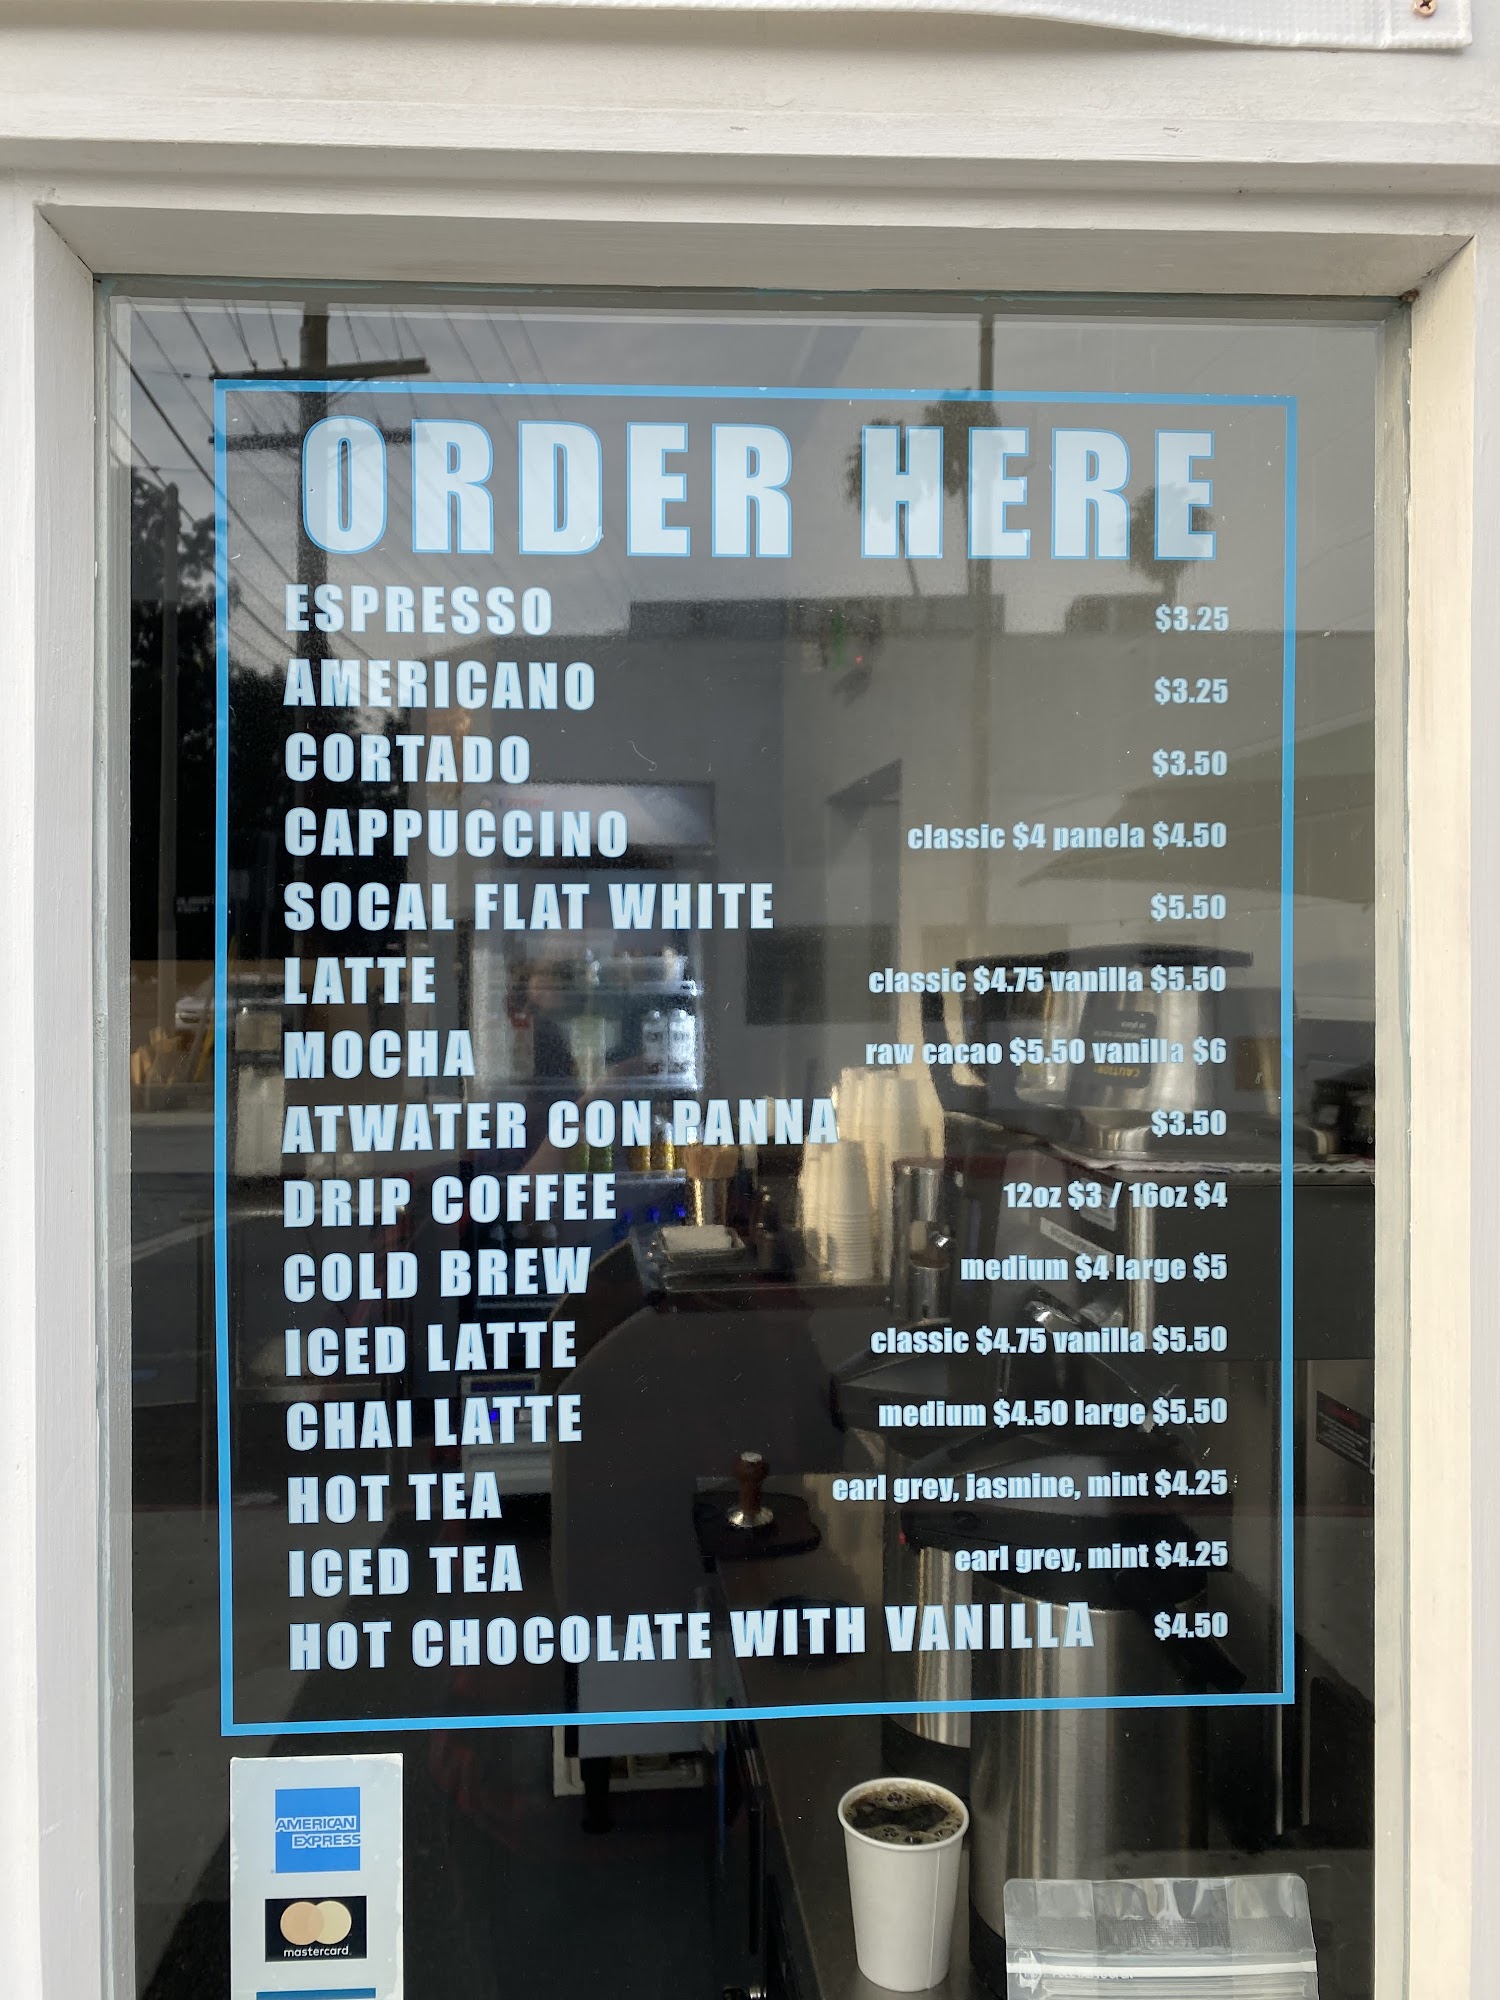 ORDER HERE
ESPRESSO $3.25
AMERICANO $3.25
CORTADO $3.50
CAPPUCCINO classic $4 panela $4.50
SOCAL FLAT WHITE $5.50
LATTE classic $4.75 vanilla $5.50
MOCHA raw cacao $5.50 vanilla $6
ATWATER CON PANNA $3.50
DRIP COFFEE 12oz $3 / 16oz $4
COLD BREW medium $4 large $5
ICED LATTE classic $4.75 vanilla $5.50
CHAI LATTE medium $4.50 large $5.50
HOT TEA earl grey, jasmine, mint $4.25
ICED TEA earl grey, mint $4.25
HOT CHOCOLATE WITH VANILLA $4.50
AMERICAN
EXPRESS
mastercard
CAUTION